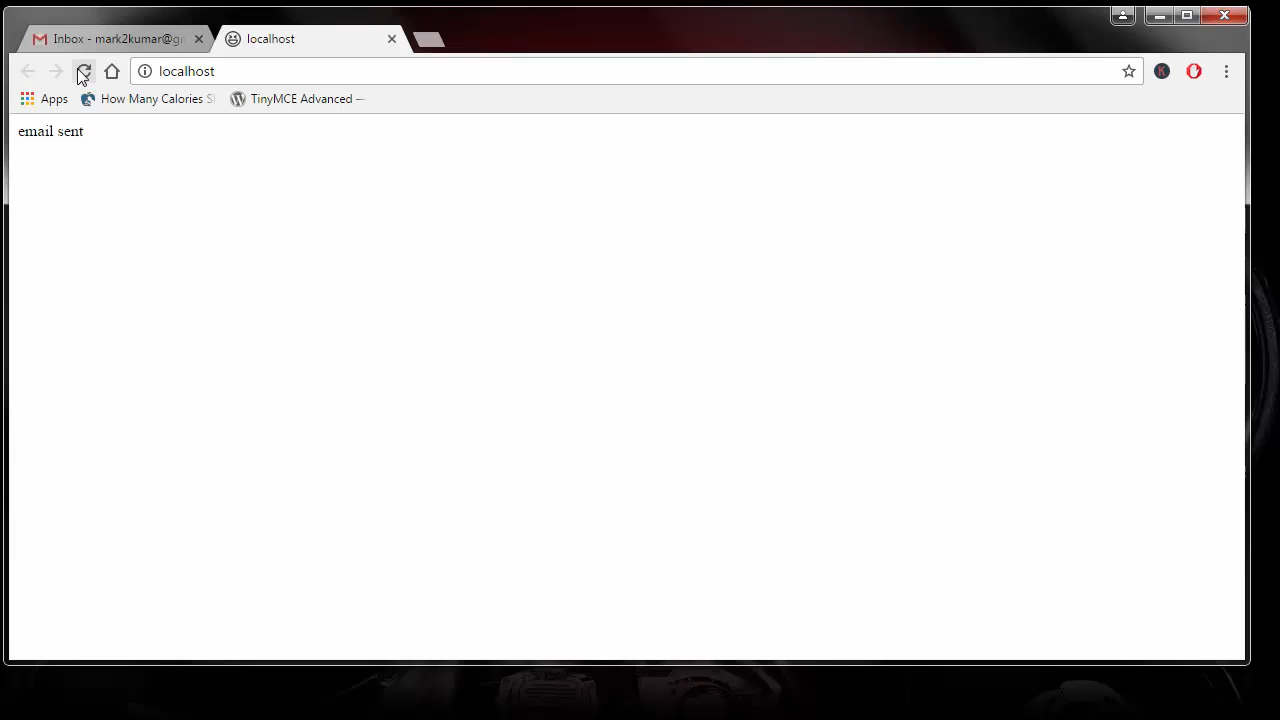 Inbox - mark2kumar@g
localhost
localhost
Apps
How Many Calories
TinyMCE Advanced —
email sent